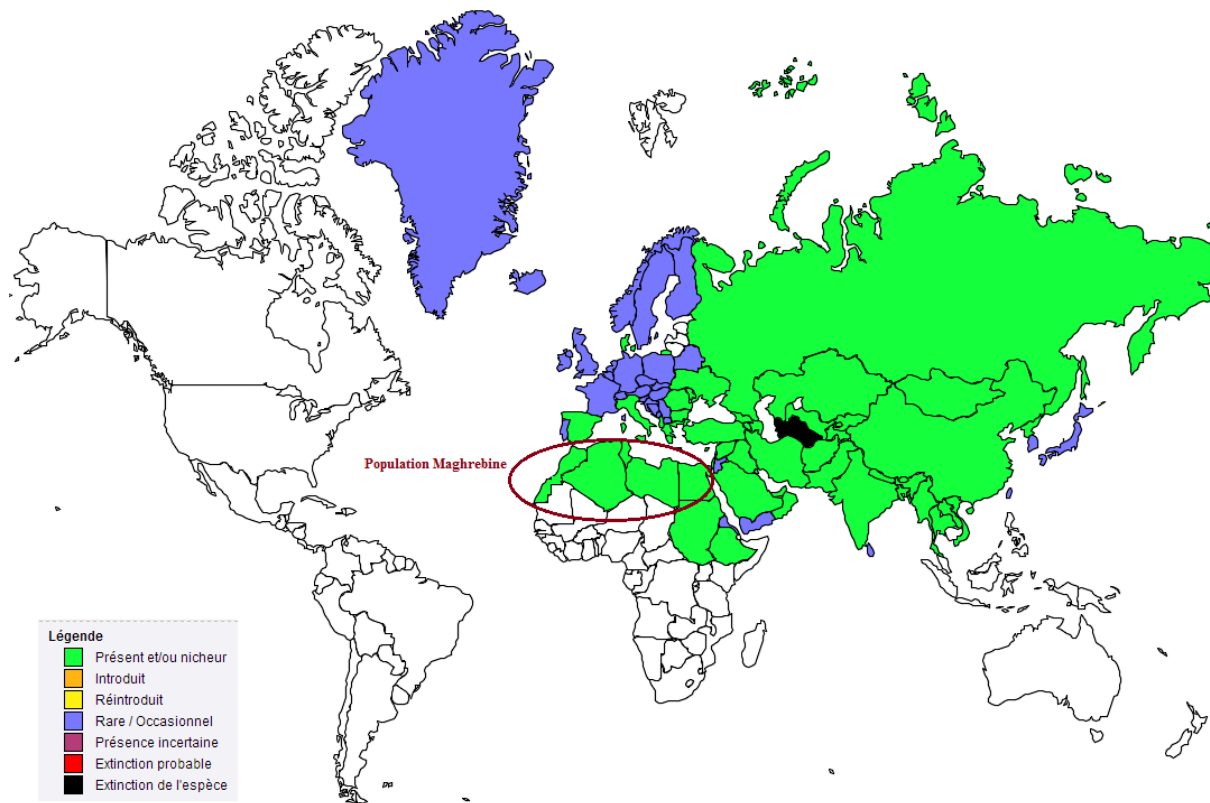 Population Maghrebine
Légende
Présent et/ou nicheur
Introduit
Réintroduit
Rare / Occasionnel
Présence incertaine
Extinction probable
Extinction de l'espèce